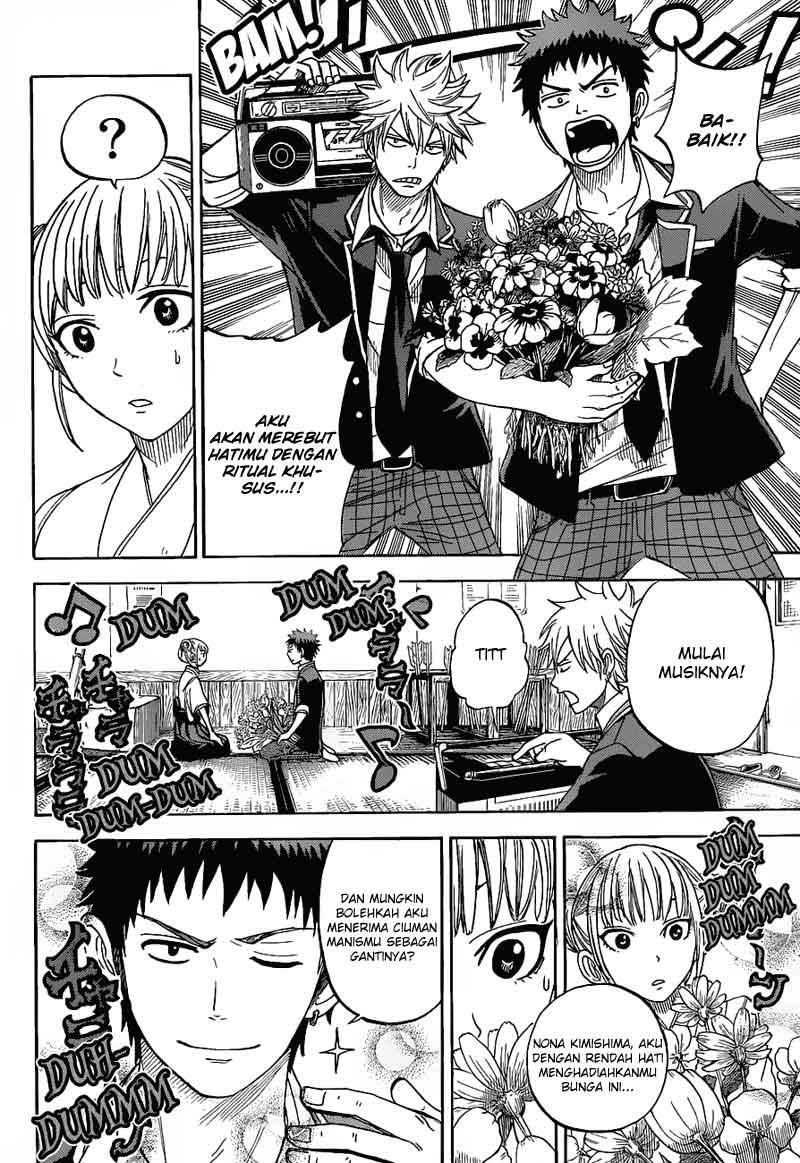 BAM!
BA-
BAIK!!
?
AKU
AKAN MEREBUT
HATIMU DENGAN
RITUAL KHU-
SUS...!!
MULAI
MUSIKNYA!
TITT
DUM
DUM-
DUM
DUM
DUM
DUM-DUM
DUM
DUM
DUMMM
NONA KIMISHIMA, AKU
DENGAN RENDAH HATI
MENGHADIAHKANMU
BUNGA INI...
DAN MUNGKIN
BOLEHKAH AKU
MENERIMA CIUMAN
MANISMU SEBAGAI
GANTINYA?
DUHH-
DUMMM